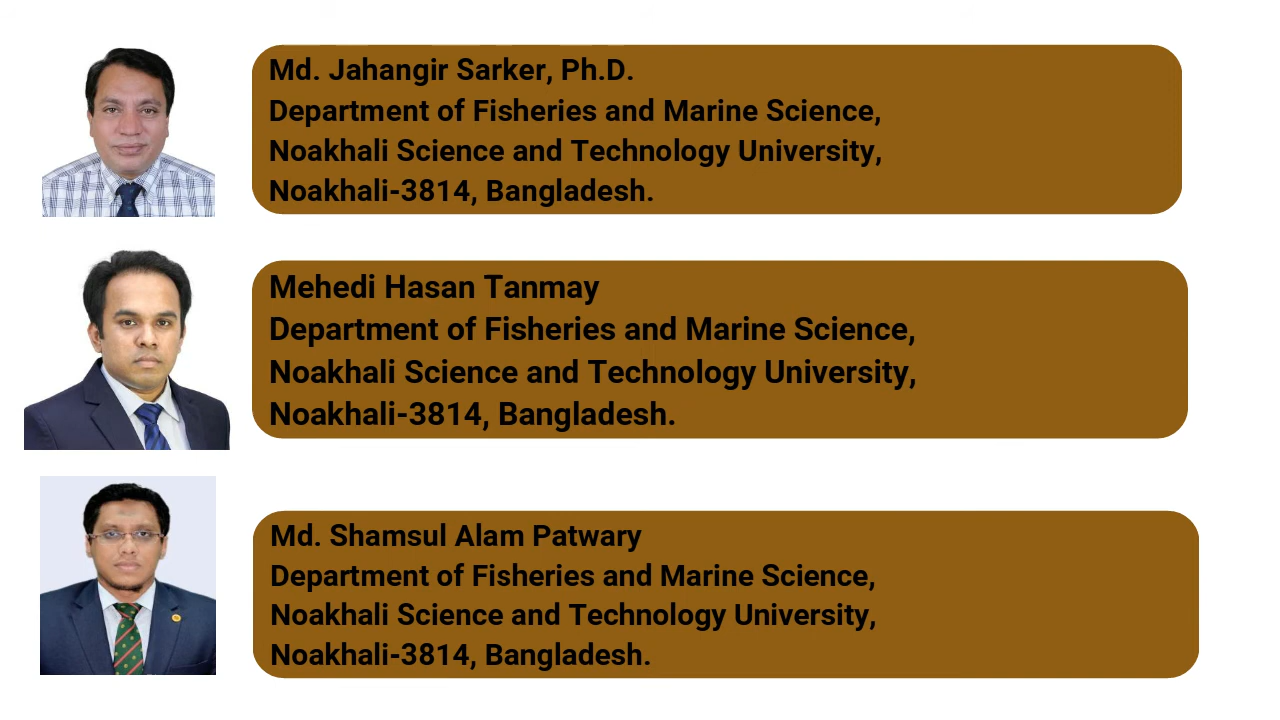 Md. Jahangir Sarker, Ph.D.
Department of Fisheries and Marine Science,
Noakhali Science and Technology University,
Noakhali-3814, Bangladesh.
Mehedi Hasan Tanmay
Department of Fisheries and Marine Science,
Noakhali Science and Technology University,
Noakhali-3814, Bangladesh.
Md. Shamsul Alam Patwary
Department of Fisheries and Marine Science,
Noakhali Science and Technology University,
Noakhali-3814, Bangladesh.